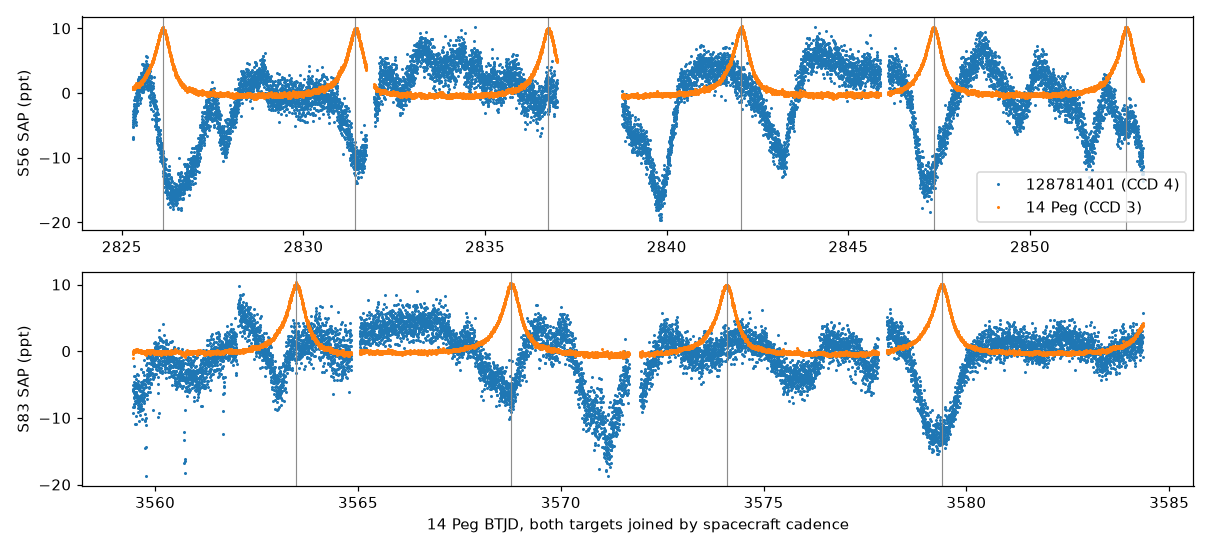 S56 SAP (ppt)
10
0
−10
−20
128781401 (CCD 4)
14 Peg (CCD 3)
2825 2830 2835 2840 2845 2850
S83 SAP (ppt)
10
0
−10
−20
3560 3565 3570 3575 3580 3585
14 Peg BTJD, both targets joined by spacecraft cadence